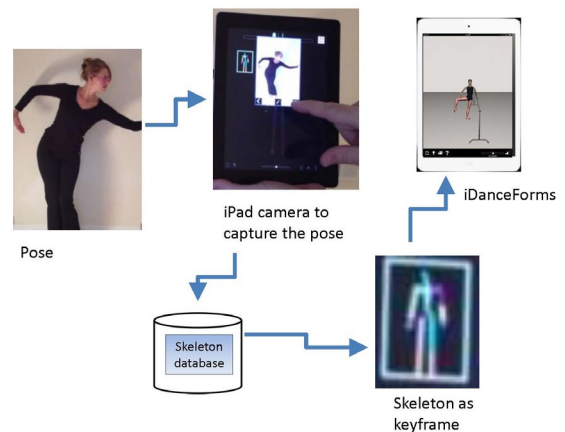 Pose
iPad camera to
capture the pose
iDanceForms
Skeleton
database
Skeleton as
keyframe